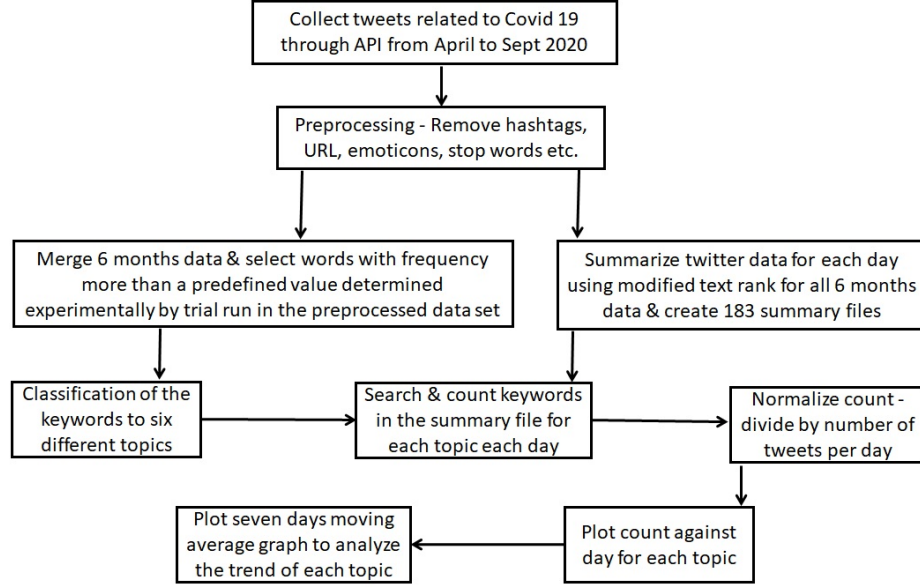 Collect tweets related to Covid 19
through API from April to Sept 2020
Preprocessing - Remove hashtags,
URL, emoticons, stop words etc.
Merge 6 months data & select words with frequency
more than a predefined value determined
experimentally by trial run in the preprocessed data set
Summarize twitter data for each day
using modified text rank for all 6 months
data & create 183 summary files
Classification of the
keywords to six
different topics
Search & count keywords
in the summary file for
each topic each day
Normalize count -
divide by number of
tweets per day
Plot seven days moving
average graph to analyze
the trend of each topic
Plot count against
day for each topic